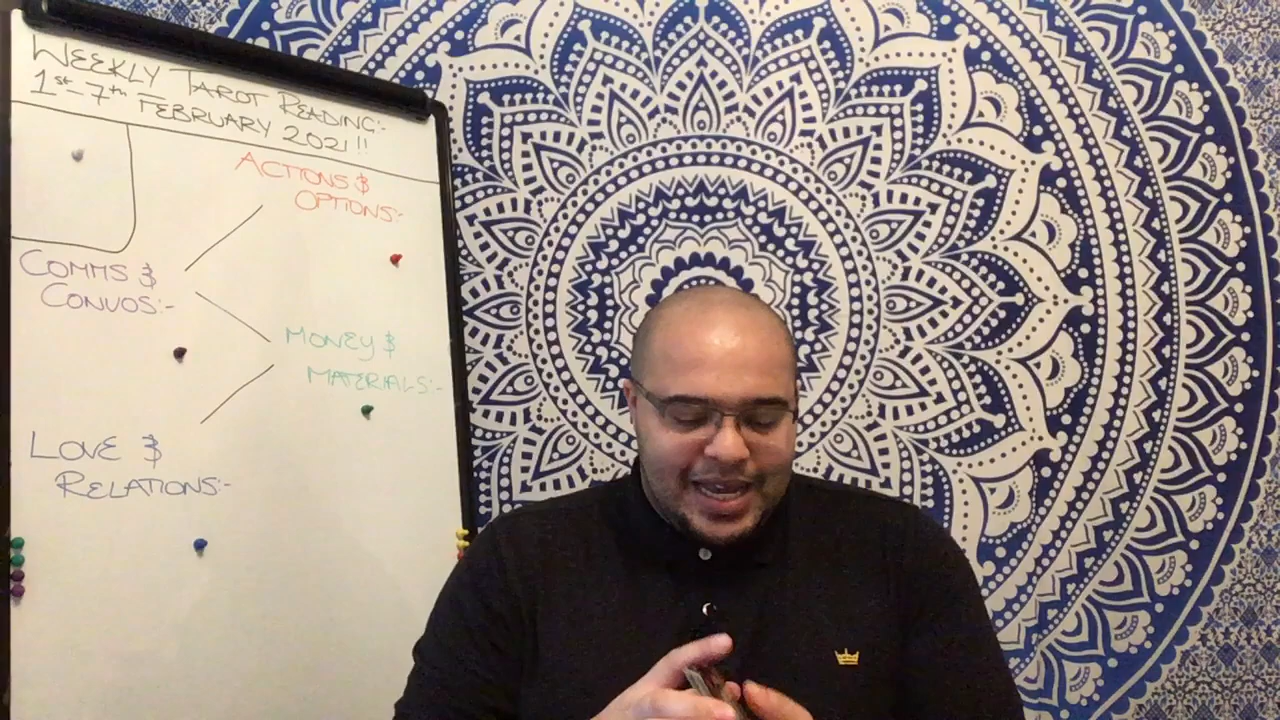 WEEKLY TAROT READING:-
1st-7th FEBRUARY 2021!!
ACTIONS &
OPTIONS:-
COMMS &
CONVOS:-
MONEY &
MATERIALS:-
LOVE &
RELATIONS:-